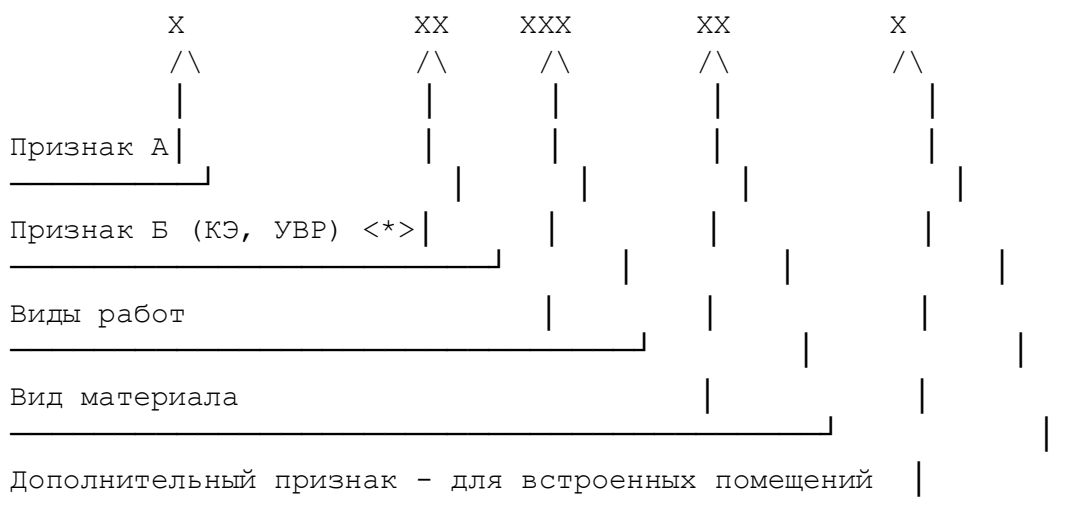 X XX XXX XX X
/\ /\ /\ /\ /\
Признак А
Признак Б (КЭ, УВР) <*>
Виды работ
Вид материала
Дополнительный признак - для встроенных помещений